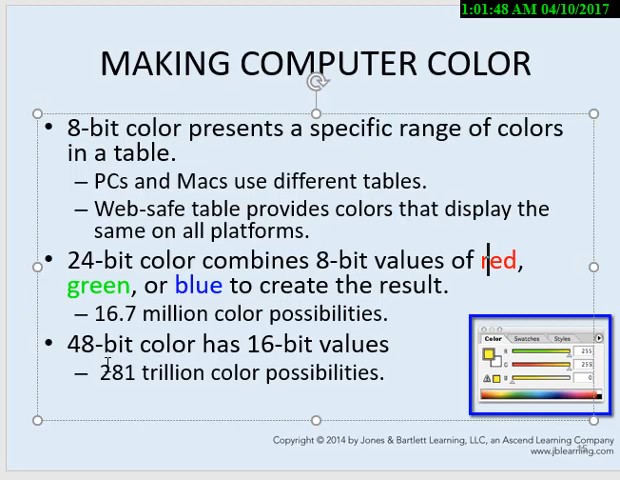 1:01:48 AM 04/10/2017
MAKING COMPUTER COLOR
• 8-bit color presents a specific range of colors
in a table.
– PCs and Macs use different tables.
– Web-safe table provides colors that display the
same on all platforms.
• 24-bit color combines 8-bit values of red,
green, or blue to create the result.
– 16.7 million color possibilities.
• 48-bit color has 16-bit values
– 281 trillion color possibilities.
Color Swatches Styles
R 255
G 255
B 0
Copyright © 2014 by Jones & Bartlett Learning, LLC, an Ascend Learning Company
www.jblearning.com